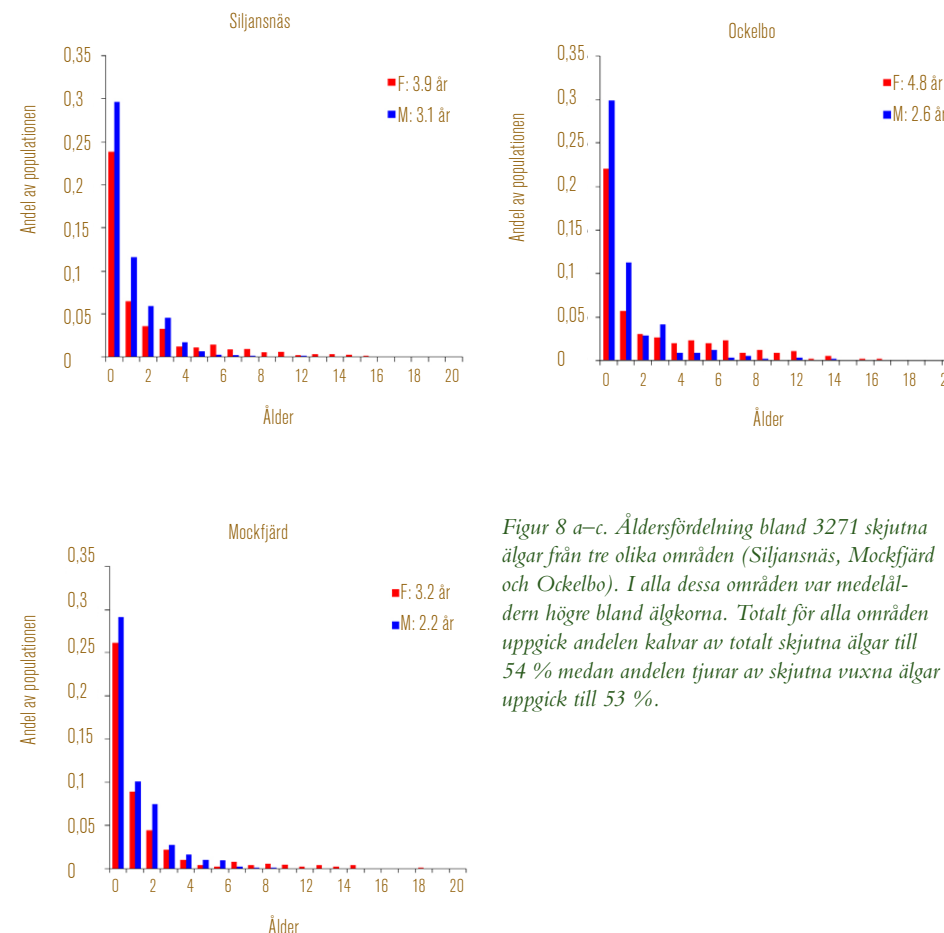 Siljansnäs
0,35
0,3
0,25
0,2
0,15
0,1
0,05
0
Andel av populationen
F: 3.9 år
M: 3.1 år
0 2 4 6 8 12 14 16 18 20
Ålder
Ockelbo
0,35
0,3
0,25
0,2
0,15
0,1
0,05
0
Andel av populationen
F: 4.8 år
M: 2.6 år
0 2 4 6 8 12 14 16 18 2
Ålder
Mockfjärd
0,35
0,3
0,25
0,2
0,15
0,1
0,05
0
Andel av populationen
F: 3.2 år
M: 2.2 år
0 2 4 6 8 12 14 16 18 20
Ålder
Figur 8 a–c. Åldersfördelning bland 3271 skjutna
älgar från tre olika områden (Siljansnäs, Mockfjärd
och Ockelbo). I alla dessa områden var medelål-
dern högre bland älgkorna. Totalt för alla områden
uppgick andelen kalvar av totalt skjutna älgar till
54 % medan andelen tjurar av skjutna vuxna älgar
uppgick till 53 %.